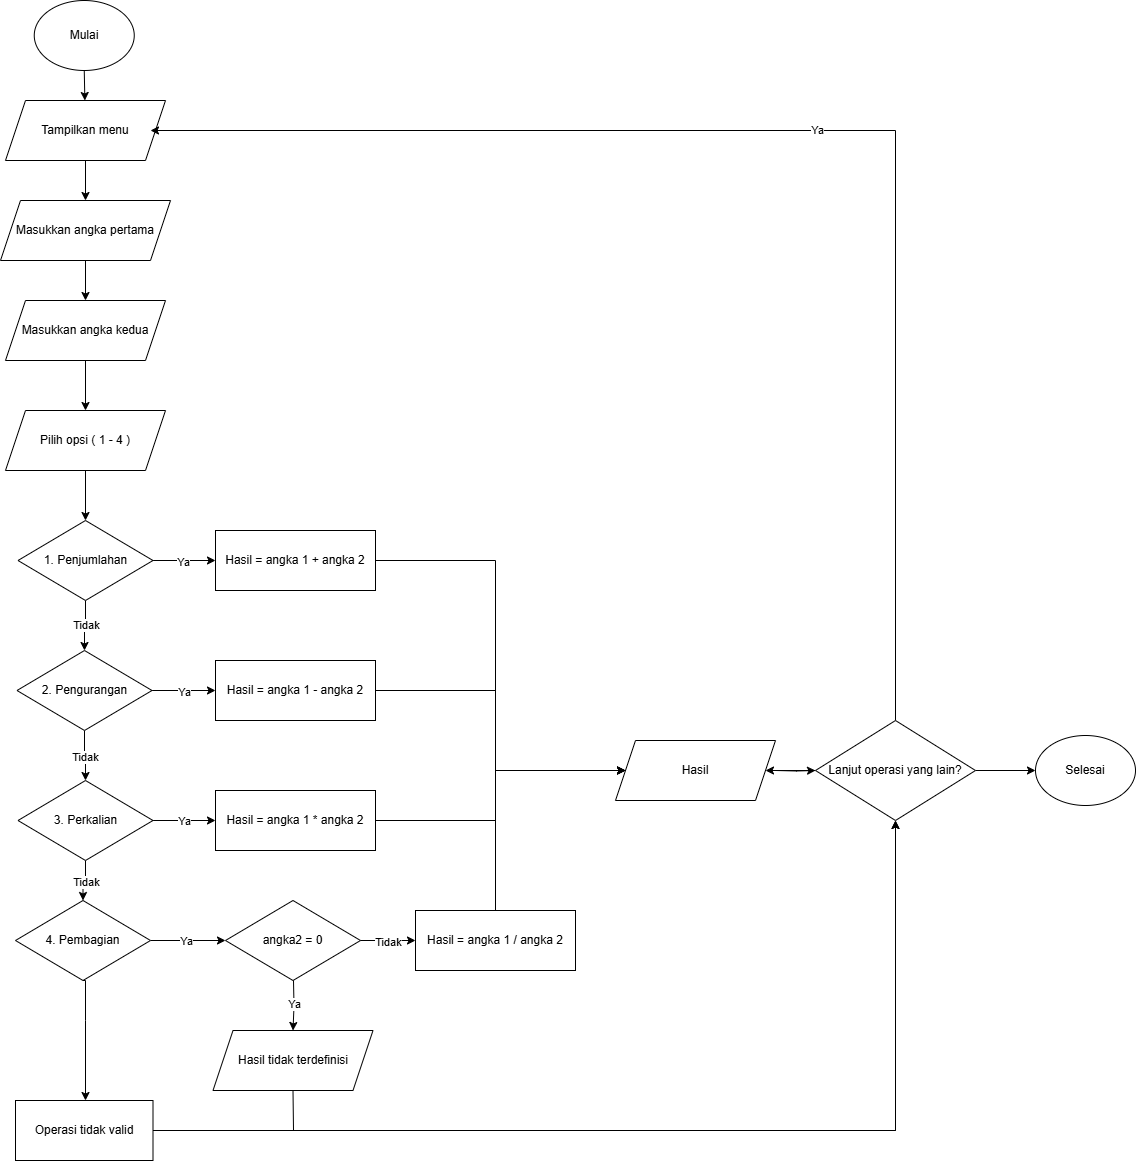 Mulai
Tampilkan menu
Ya
Masukkan angka pertama
Masukkan angka kedua
Pilih opsi ( 1 - 4 )
1. Penjumlahan
Ya
Hasil = angka 1 + angka 2
Tidak
2. Pengurangan
Ya
Hasil = angka 1 - angka 2
Tidak
Hasil
Lanjut operasi yang lain?
Selesai
3. Perkalian
Ya
Hasil = angka 1 * angka 2
Tidak
4. Pembagian
Ya
angka2 = 0
Tidak
Hasil = angka 1 / angka 2
Ya
Hasil tidak terdefinisi
Operasi tidak valid